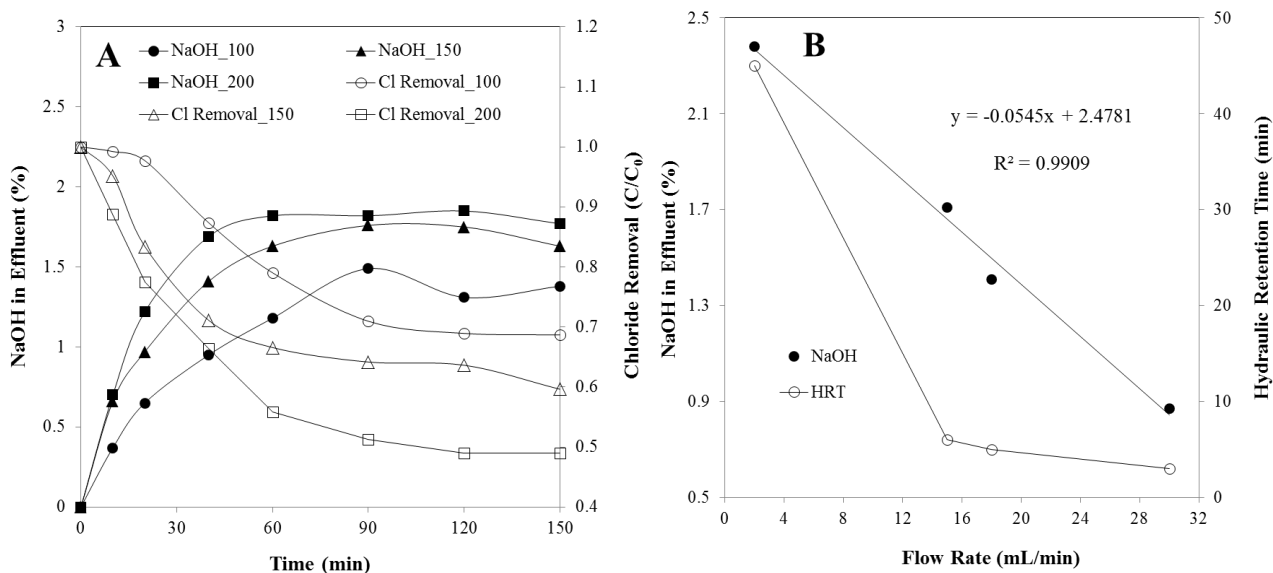 A
NaOH_100
NaOH_150
NaOH_200
Cl Removal_100
Cl Removal_150
Cl Removal_200
NaOH in Effluent (%)
3
2.5
2
1.5
1
0.5
0
0
30
60
90
120
150
Time (min)
1.2
1.1
1.0
0.9
0.8
0.7
0.6
0.5
0.4
Chloride Removal (C/C₀)
B
y = -0.0545x + 2.4781
R² = 0.9909
NaOH
HRT
NaOH in Effluent (%)
2.5
2.1
1.7
1.3
0.9
0.5
0
4
8
12
16
20
24
28
32
Flow Rate (mL/min)
50
40
30
20
10
0
Hydraulic Retention Time (min)